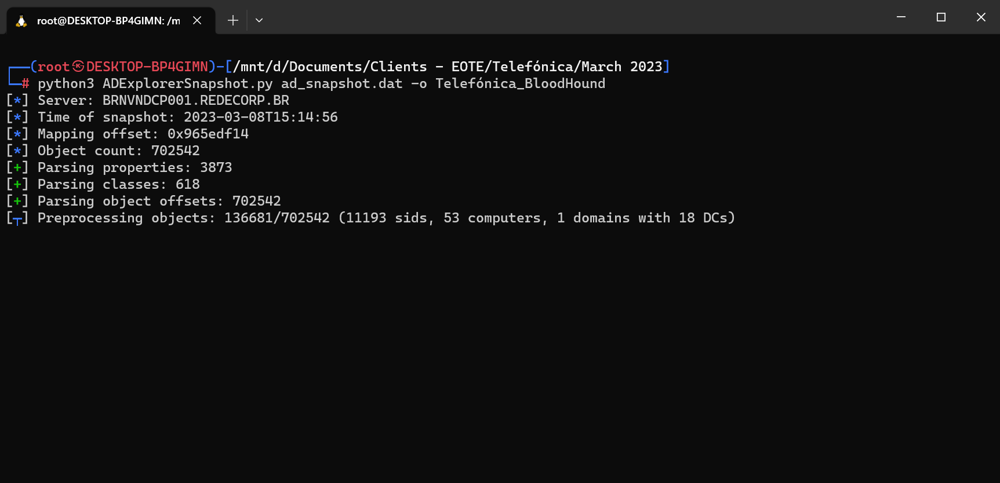 root@DESKTOP-BP4GIMN: /m
(root㉿DESKTOP-BP4GIMN)-[/mnt/d/Documents/Clients - EOTE/Telefónica/March 2023]
# python3 ADExplorerSnapshot.py ad_snapshot.dat -o Telefónica_BloodHound
[*] Server: BRNVNDCP001.REDECORP.BR
[*] Time of snapshot: 2023-03-08T15:14:56
[*] Mapping offset: 0x965edf14
[*] Object count: 702542
[+] Parsing properties: 3873
[+] Parsing classes: 618
[+] Parsing object offsets: 702542
[┬] Preprocessing objects: 136681/702542 (11193 sids, 53 computers, 1 domains with 18 DCs)